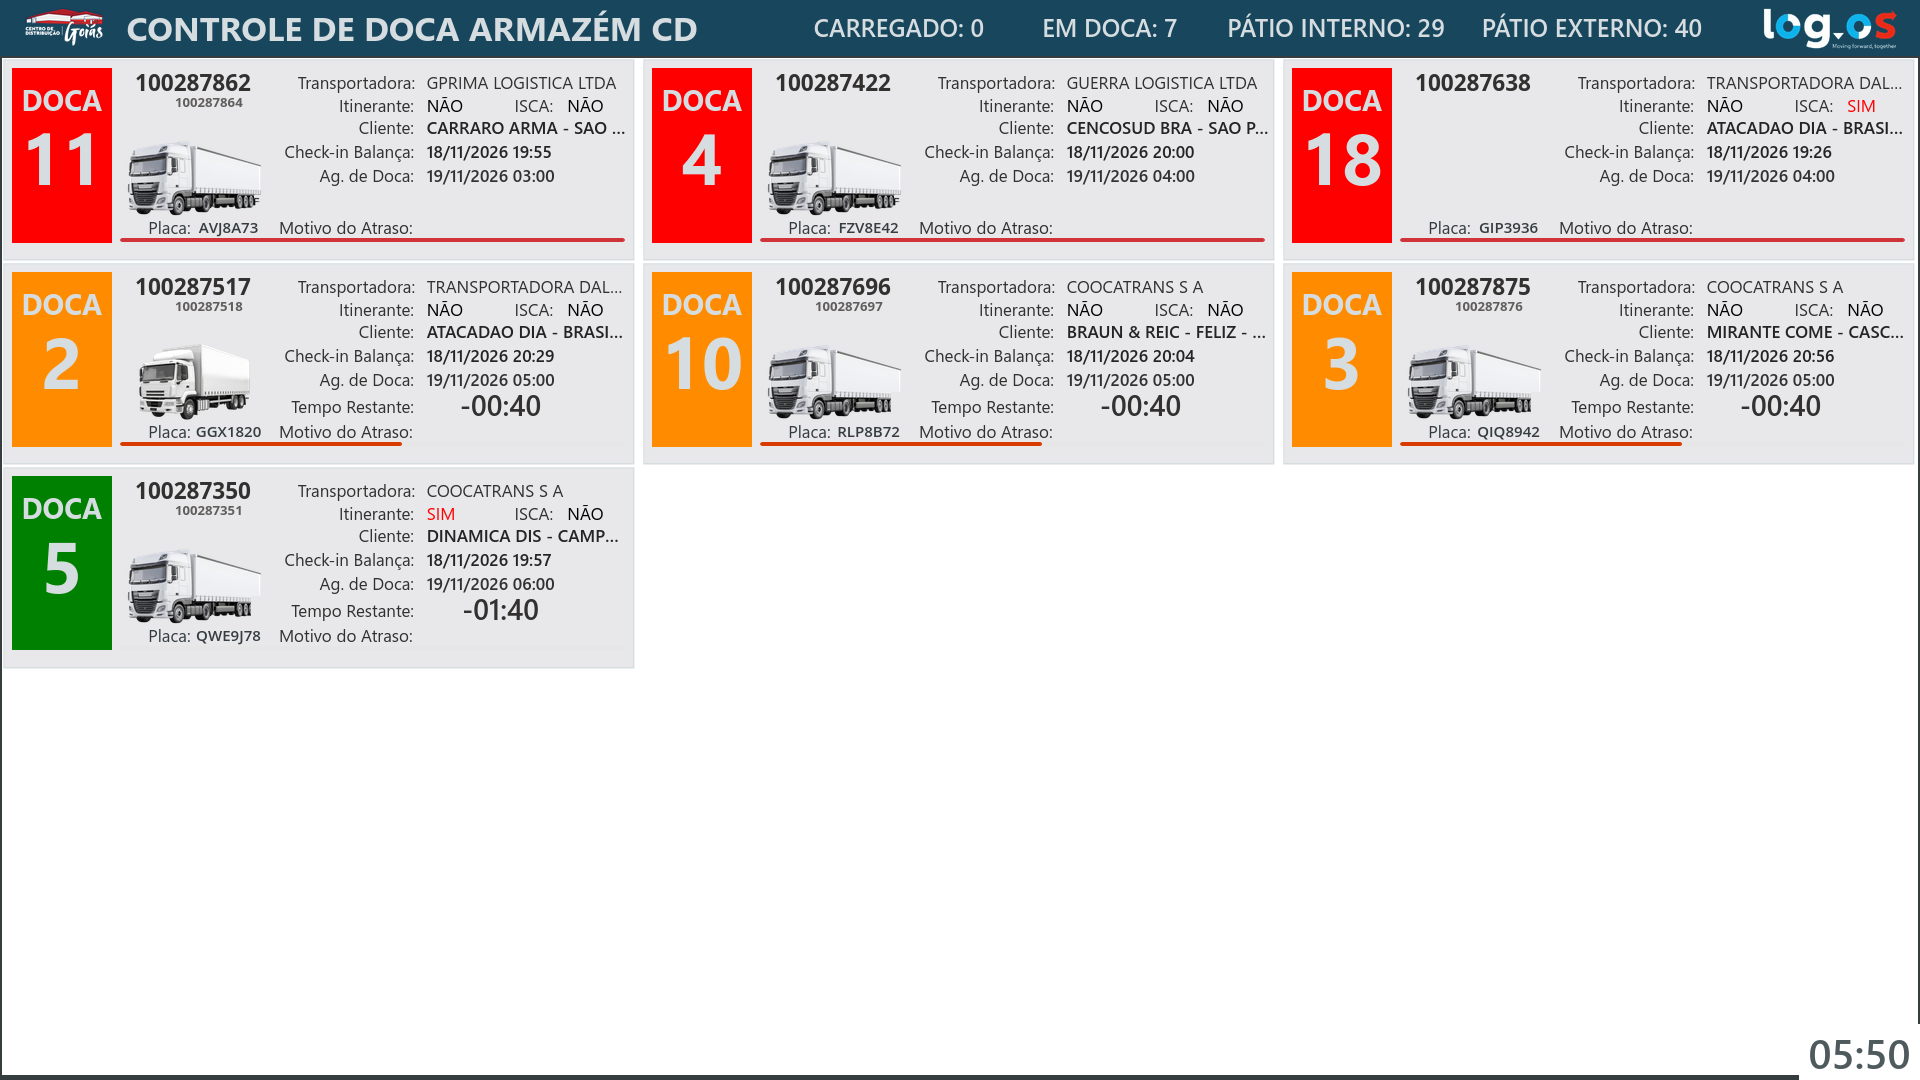 CENTRO DE DISTRIBUIÇÃO Goiás
CONTROLE DE DOCA ARMAZÉM CD
CARREGADO: 0
EM DOCA: 7
PÁTIO INTERNO: 29
PÁTIO EXTERNO: 40
log.os
Moving forward, together
DOCA
11
100287862
100287864
Transportadora: GPRIMA LOGISTICA LTDA
Itinerante: NÃO ISCA: NÃO
Cliente: CARRARO ARMA - SAO ...
Check-in Balança: 18/11/2026 19:55
Ag. de Doca: 19/11/2026 03:00
Placa: AVJ8A73 Motivo do Atraso:
DOCA
4
100287422
Transportadora: GUERRA LOGISTICA LTDA
Itinerante: NÃO ISCA: NÃO
Cliente: CENCOSUD BRA - SAO P...
Check-in Balança: 18/11/2026 20:00
Ag. de Doca: 19/11/2026 04:00
Placa: FZV8E42 Motivo do Atraso:
DOCA
18
100287638
Transportadora: TRANSPORTADORA DAL...
Itinerante: NÃO ISCA: SIM
Cliente: ATACADAO DIA - BRASI...
Check-in Balança: 18/11/2026 19:26
Ag. de Doca: 19/11/2026 04:00
Placa: GIP3936 Motivo do Atraso:
DOCA
2
100287517
100287518
Transportadora: TRANSPORTADORA DAL...
Itinerante: NÃO ISCA: NÃO
Cliente: ATACADAO DIA - BRASI...
Check-in Balança: 18/11/2026 20:29
Ag. de Doca: 19/11/2026 05:00
Tempo Restante: -00:40
Placa: GGX1820 Motivo do Atraso:
DOCA
10
100287696
100287697
Transportadora: COOCATRANS S A
Itinerante: NÃO ISCA: NÃO
Cliente: BRAUN & REIC - FELIZ - ...
Check-in Balança: 18/11/2026 20:04
Ag. de Doca: 19/11/2026 05:00
Tempo Restante: -00:40
Placa: RLP8B72 Motivo do Atraso:
DOCA
3
100287875
100287876
Transportadora: COOCATRANS S A
Itinerante: NÃO ISCA: NÃO
Cliente: MIRANTE COME - CASC...
Check-in Balança: 18/11/2026 20:56
Ag. de Doca: 19/11/2026 05:00
Tempo Restante: -00:40
Placa: QIQ8942 Motivo do Atraso:
DOCA
5
100287350
100287351
Transportadora: COOCATRANS S A
Itinerante: SIM ISCA: NÃO
Cliente: DINAMICA DIS - CAMP...
Check-in Balança: 18/11/2026 19:57
Ag. de Doca: 19/11/2026 06:00
Tempo Restante: -01:40
Placa: QWE9J78 Motivo do Atraso:
05:50